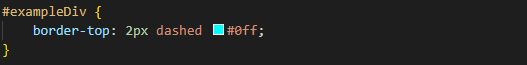 #exampleDiv {
    border-top: 2px dashed #0ff;
}